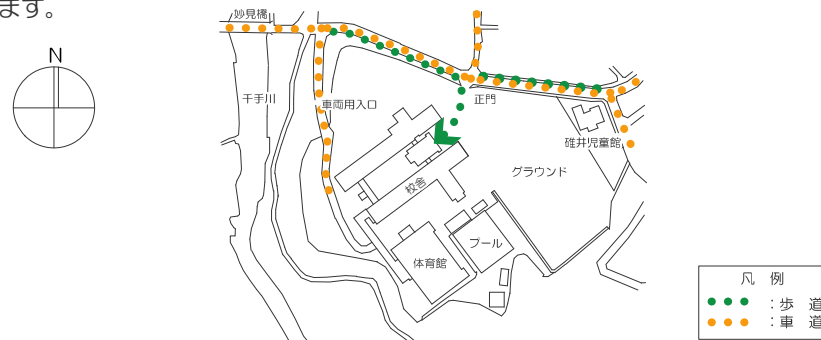 ます。
N
妙見橋
千手川
車両用入口
正門
碓井児童館
グラウンド
校舎
プール
体育館
凡 例
:歩 道
:車 道